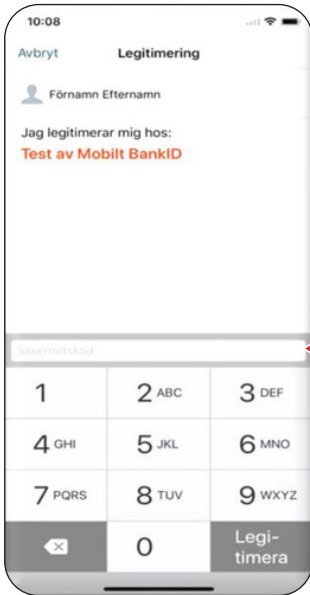 10:08
Avbryt Legitimering
Förnamn Efternamn
Jag legitimerar mig hos:
Test av Mobilt BankID
Säkerhetskod
1 2 ABC 3 DEF
4 GHI 5 JKL 6 MNO
7 PQRS 8 TUV 9 WXYZ
0 Legi-
timera